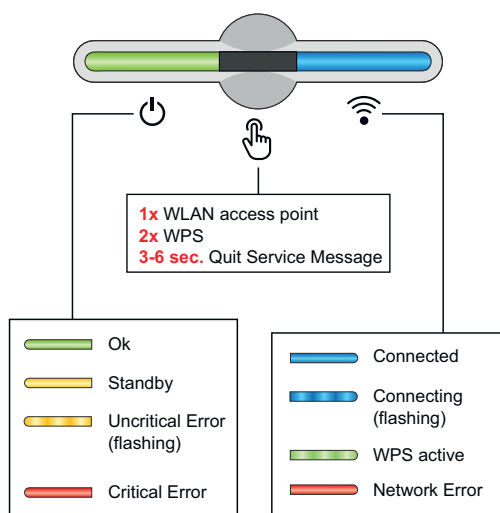 1x WLAN access point
2x WPS
3-6 sec. Quit Service Message
Ok
Standby
Uncritical Error
(flashing)
Critical Error
Connected
Connecting
(flashing)
WPS active
Network Error